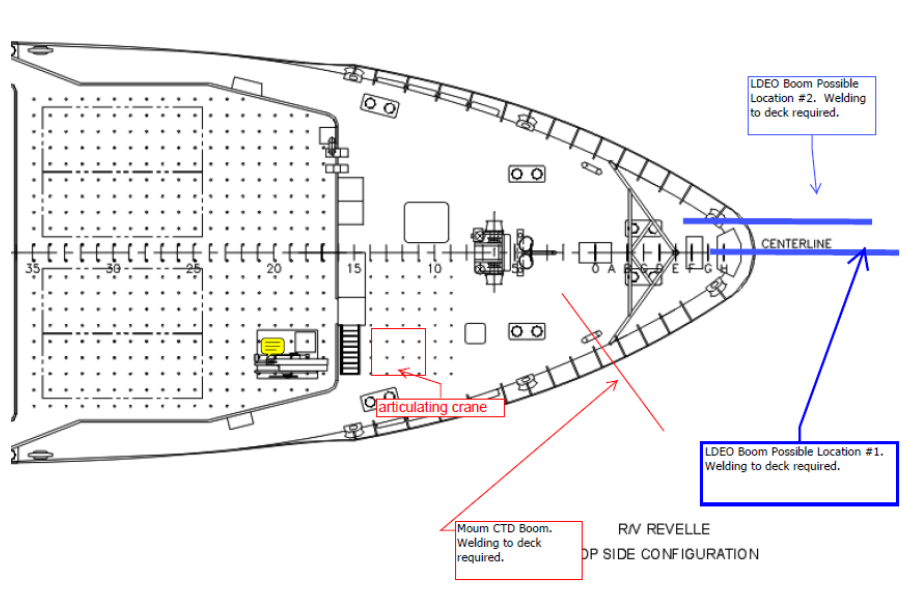 LDEO Boom Possible
Location #2. Welding
to deck required.
CENTERLINE
35 30 25 20 15 10 5 0 A B C D E F G H
articulating crane
LDEO Boom Possible Location #1.
Welding to deck required.
Moum CTD Boom.
Welding to deck
required.
R/V REVELLE
OP SIDE CONFIGURATION